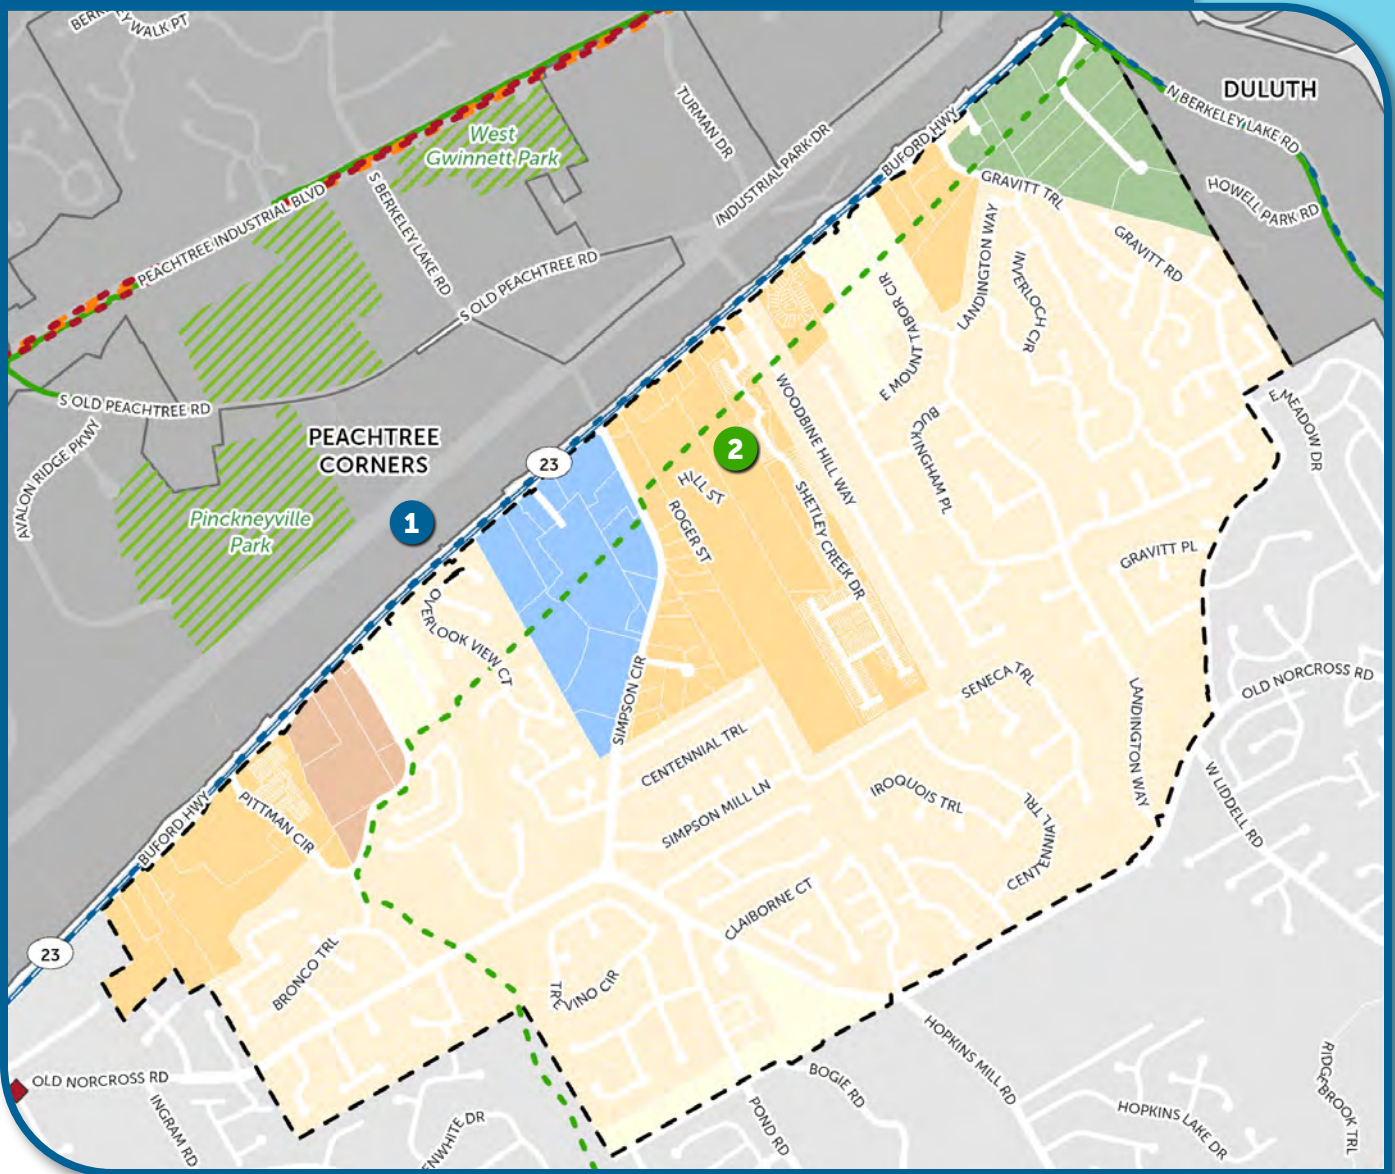 WALK PT
DULUTH
N BERKELEY LAKE RD
West
Gwinnett Park
TURMAN DR
INDUSTRIAL PARK DR
BUFORD HWY
HOWELL PARK RD
GRAVITT TRL
S BERKELEY LAKE RD
PEACHTREE INDUSTRIAL BLVD
GRAVITT RD
LANDINGTON WAY
INVERLOCH CIR
S OLD PEACHTREE RD
E MOUNT TABOR CIR
S OLD PEACHTREE RD
AVALON RIDGE PKWY
PEACHTREE
CORNERS
23
1
2
WOODBINE HILL WAY
BUCKINGHAM PL
E MEADOW DR
HILL ST
ROGER ST
SHETLEY CREEK DR
Pinckneyville
Park
GRAVITT PL
OVERLOOK VIEW CT
SIMPSON CIR
SENECA TRL
OLD NORCROSS RD
LANDINGTON WAY
CENTENNIAL TRL
SIMPSON MILL LN
IROQUOIS TRL
CENTENNIAL TRL
W LIDDELL RD
BUFORD HWY
PITTMAN CIR
CLAIBORNE CT
23
BRONCO TRL
TREVINO CIR
HOPKINS MILL RD
OLD NORCROSS RD
INGRAM RD
ENWHITE DR
POND RD
BOGIE RD
HOPKINS LAKE DR
RIDGEBROOK TRL